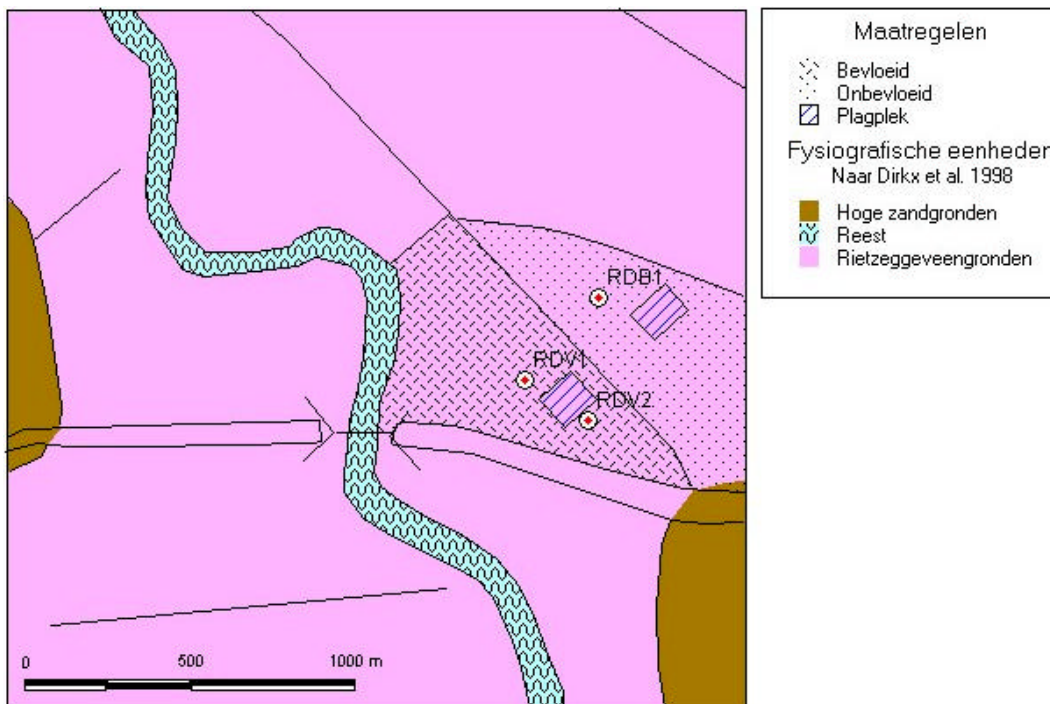 RDB1
RDV1
RDV2
0 500 1000 m
Maatregelen
Bevloeid
Onbevloeid
Plagplek
Fysiografische eenheden
Naar Dirkx et al. 1998
Hoge zandgronden
Reest
Rietzeggeveengronden